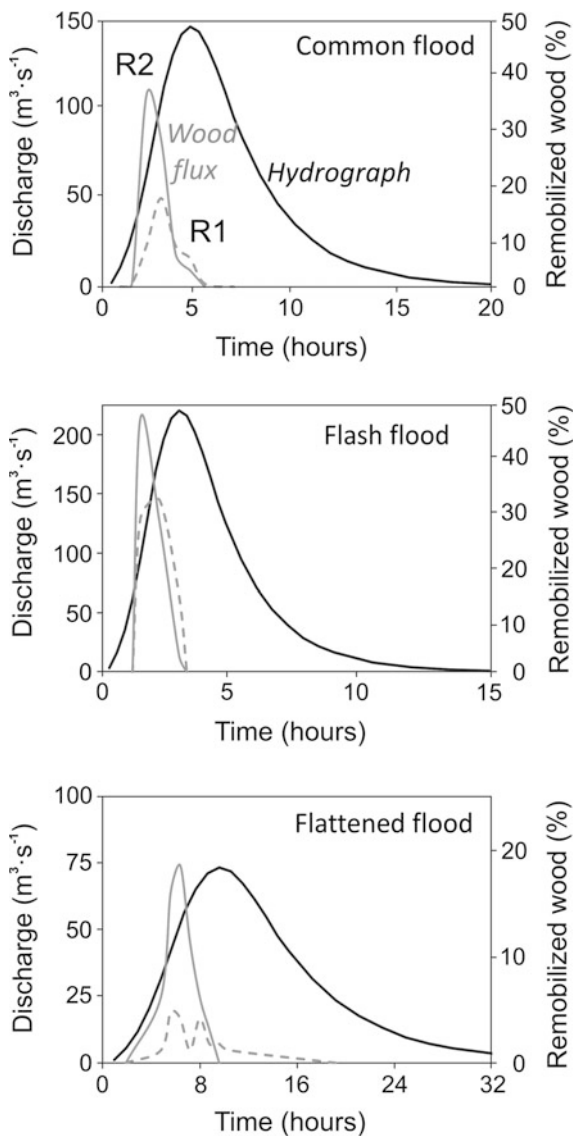 Common flood
Discharge (m³·s⁻¹)
150
100
50
0
R2
Wood
flux
Hydrograph
R1
Remobilized wood (%)
50
40
30
20
10
0
0 5 10 15 20
Time (hours)
Flash flood
Discharge (m³·s⁻¹)
200
150
100
50
0
Remobilized wood (%)
50
40
30
20
10
0
0 5 10 15
Time (hours)
Flattened flood
Discharge (m³·s⁻¹)
100
75
50
25
0
Remobilized wood (%)
20
10
0
0 8 16 24 32
Time (hours)